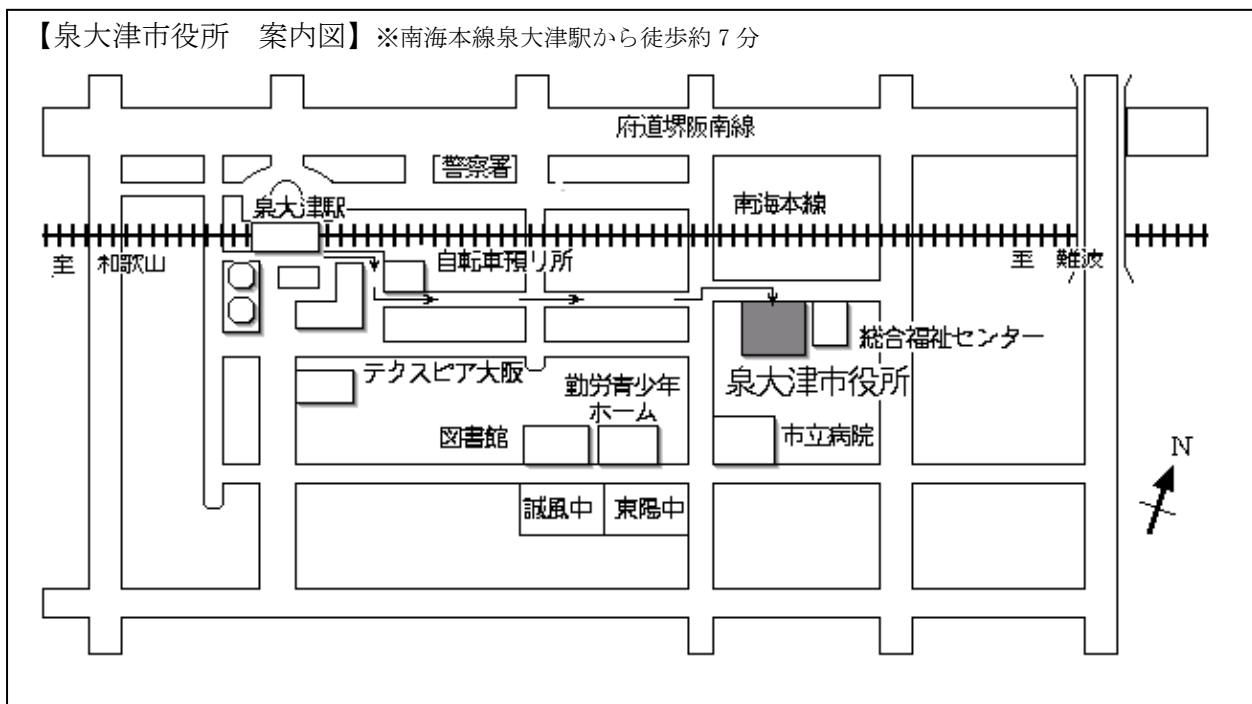 【泉大津市役所　案内図】※南海本線泉大津駅から徒歩約７分
府道堺阪南線
警察署
泉大津駅
南海本線
至 和歌山
自転車預り所
至 難波
総合福祉センター
テクスピア大阪
泉大津市役所
勤労青少年
ホーム
図書館
市立病院
N
誠風中
東陽中